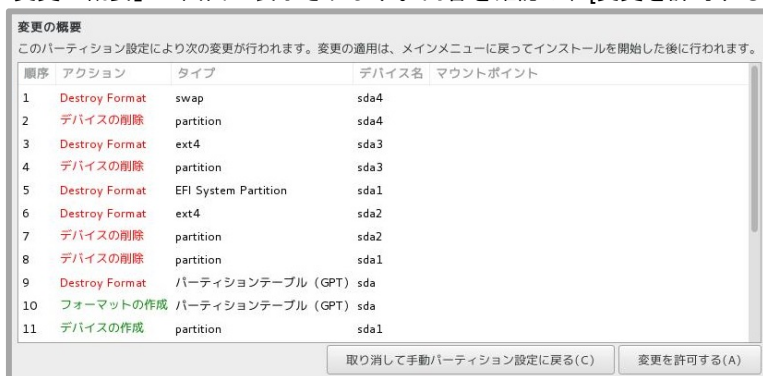 変更の概要
このパーティション設定により次の変更が行われます。変更の適用は、メインメニューに戻ってインストールを開始した後に行われます。
順序 アクション タイプ デバイス名 マウントポイント
1 Destroy Format swap sda4
2 デバイスの削除 partition sda4
3 Destroy Format ext4 sda3
4 デバイスの削除 partition sda3
5 Destroy Format EFI System Partition sda1
6 Destroy Format ext4 sda2
7 デバイスの削除 partition sda2
8 デバイスの削除 partition sda1
9 Destroy Format パーティションテーブル (GPT) sda
10 フォーマットの作成 パーティションテーブル (GPT) sda
11 デバイスの作成 partition sda1
取り消して手動パーティション設定に戻る(C) 変更を許可する(A)